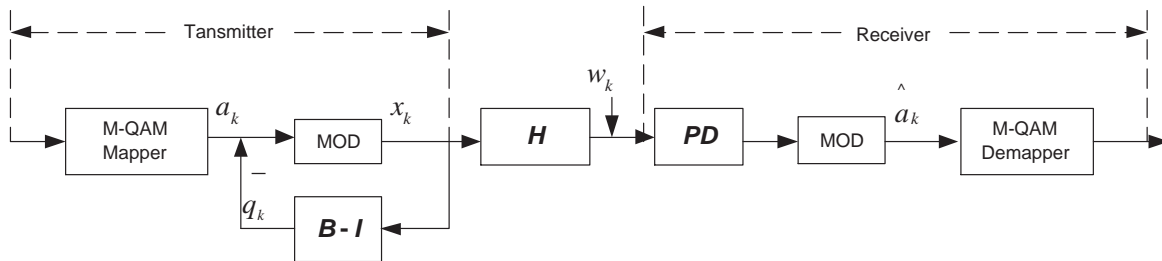 Tansmitter
Receiver
w_k
a_k
x_k
^
a_k
M-QAM
Mapper
MOD
H
PD
MOD
M-QAM
Demapper
−
q_k
B - I